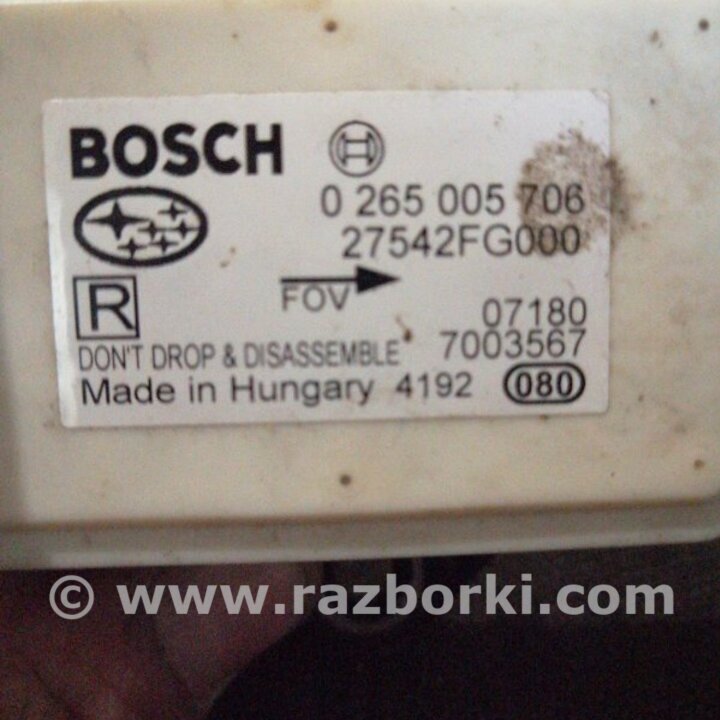 BOSCH
0 265 005 706
27542FG000
R
FOV
07180
DON'T DROP & DISASSEMBLE
7003567
Made in Hungary 4192 080
© www.razborki.com